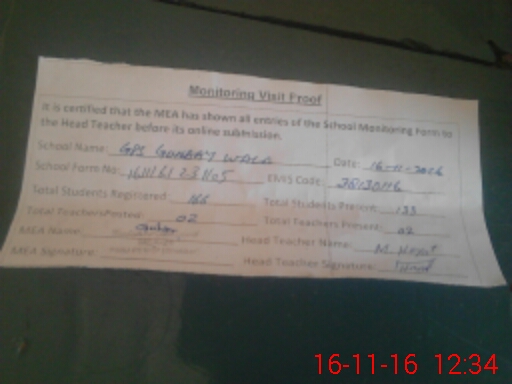 Monitoring Visit Proof
It is certified that the MEA has shown all entries of the School Monitoring Form to
the Head Teacher before its online submission.
School Name: GPS Date: 16-11-2016
School Form No: EMIS Code:
Total Students Registered: 166 Total Students Present: 133
Total Teachers Posted: 02 Total Teachers Present: 02
MEA Name: Head Teacher Name: M.
MEA Signature: Head Teacher Signature:
16-11-16 12:34